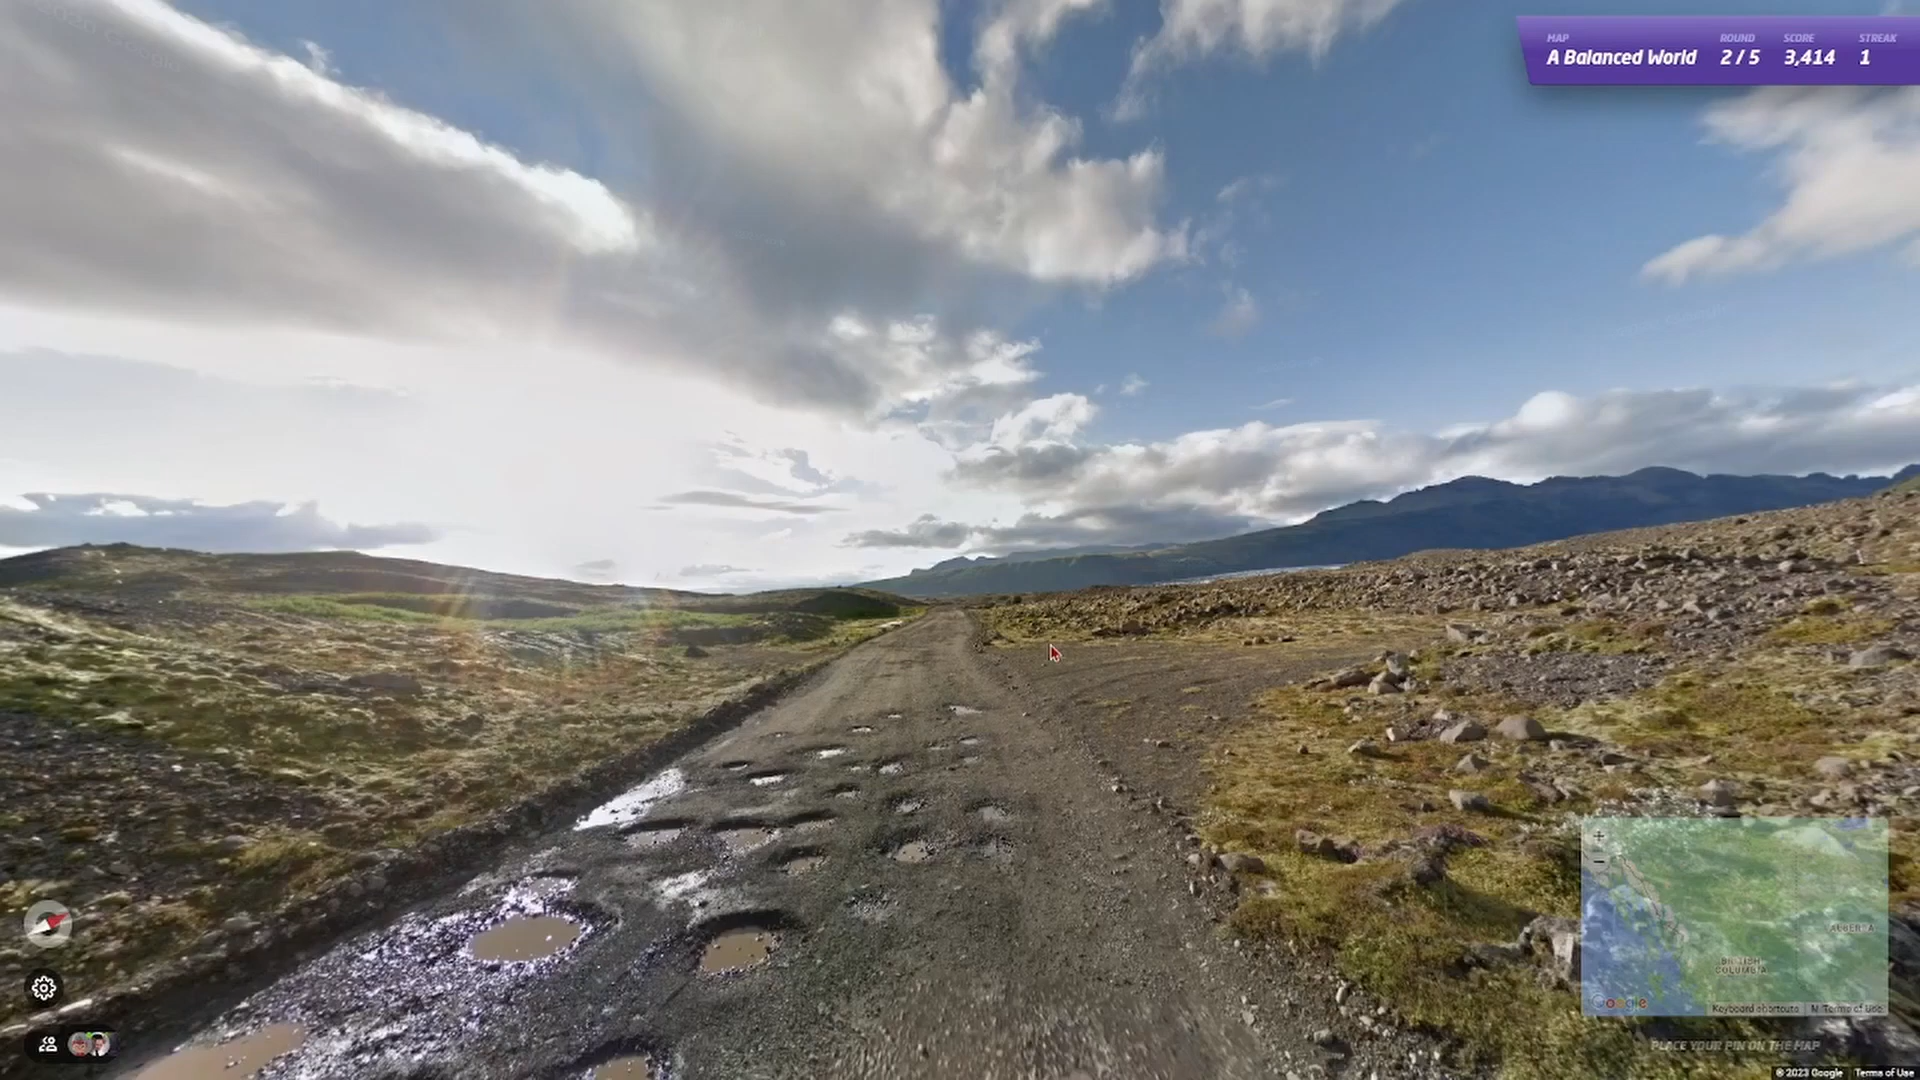 MAP
A Balanced World
ROUND
2 / 5
SCORE
3,414
STREAK
1
Google
BRITISH
COLUMBIA
ALBERTA
Google
Keyboard shortcuts
Terms of Use
PLACE YOUR PIN ON THE MAP
© 2023 Google
Terms of Use